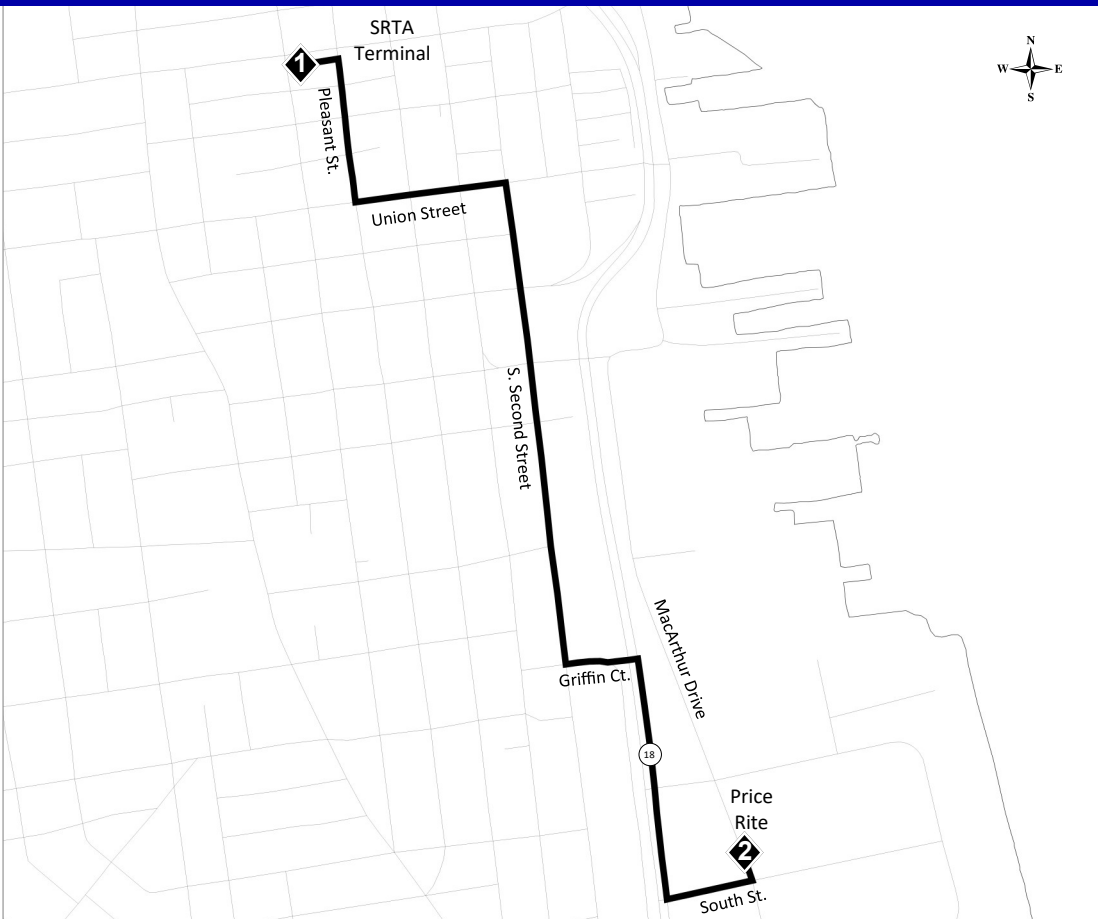 SRTA
Terminal
N
W E
S
1
Pleasant St.
Union Street
S. Second Street
MacArthur Drive
Griffin Ct.
18
Price
Rite
2
South St.